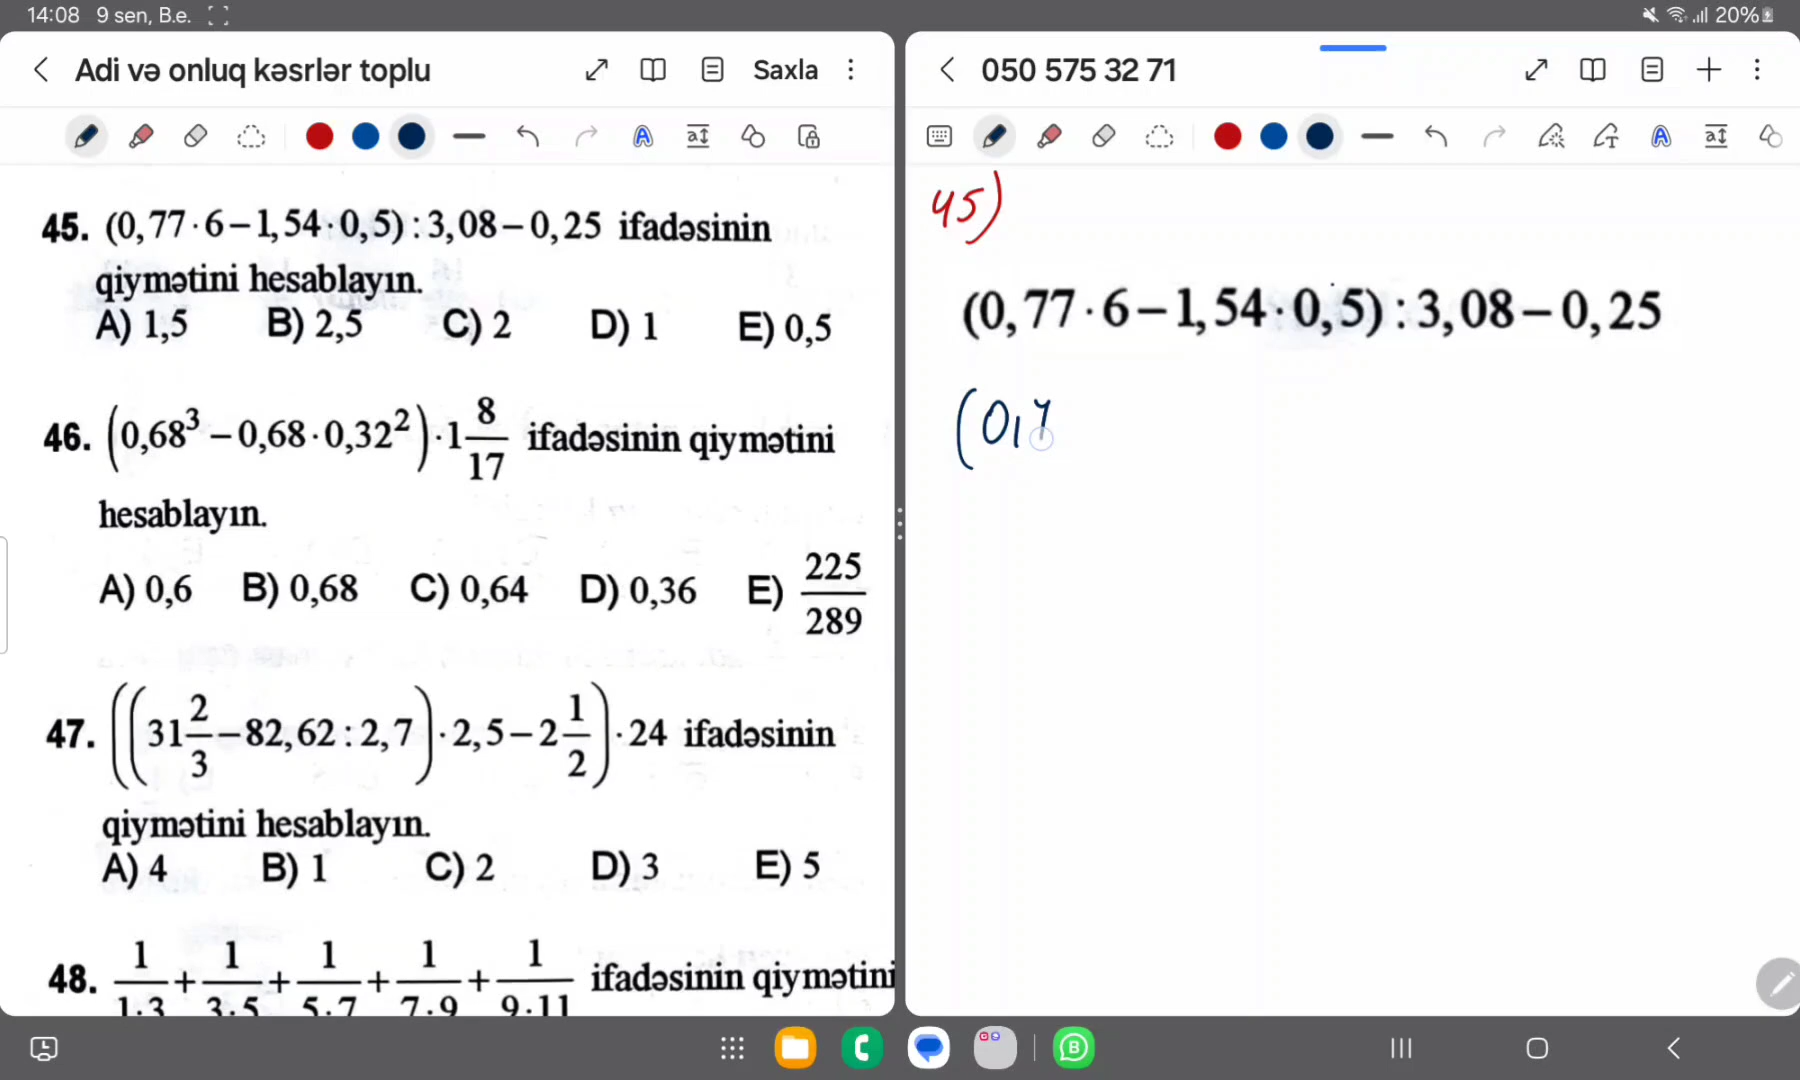 14:08 9 sen, B.e. 20%
Adi və onluq kəsrlər toplu Saxla
45. (0,77·6−1,54·0,5):3,08−0,25 ifadəsinin
qiymətini hesablayın.
A) 1,5 B) 2,5 C) 2 D) 1 E) 0,5
46. (0,68³−0,68·0,32²)·1 8/17 ifadəsinin qiymətini
hesablayın.
A) 0,6 B) 0,68 C) 0,64 D) 0,36 E) 225/289
47. ((31 2/3−82,62:2,7)·2,5−2 1/2)·24 ifadəsinin
qiymətini hesablayın.
A) 4 B) 1 C) 2 D) 3 E) 5
48. 1/1·3+1/3·5+1/5·7+1/7·9+1/9·11 ifadəsinin qiymətini
050 575 32 71
45)
(0,77·6−1,54·0,5):3,08−0,25
(0,7